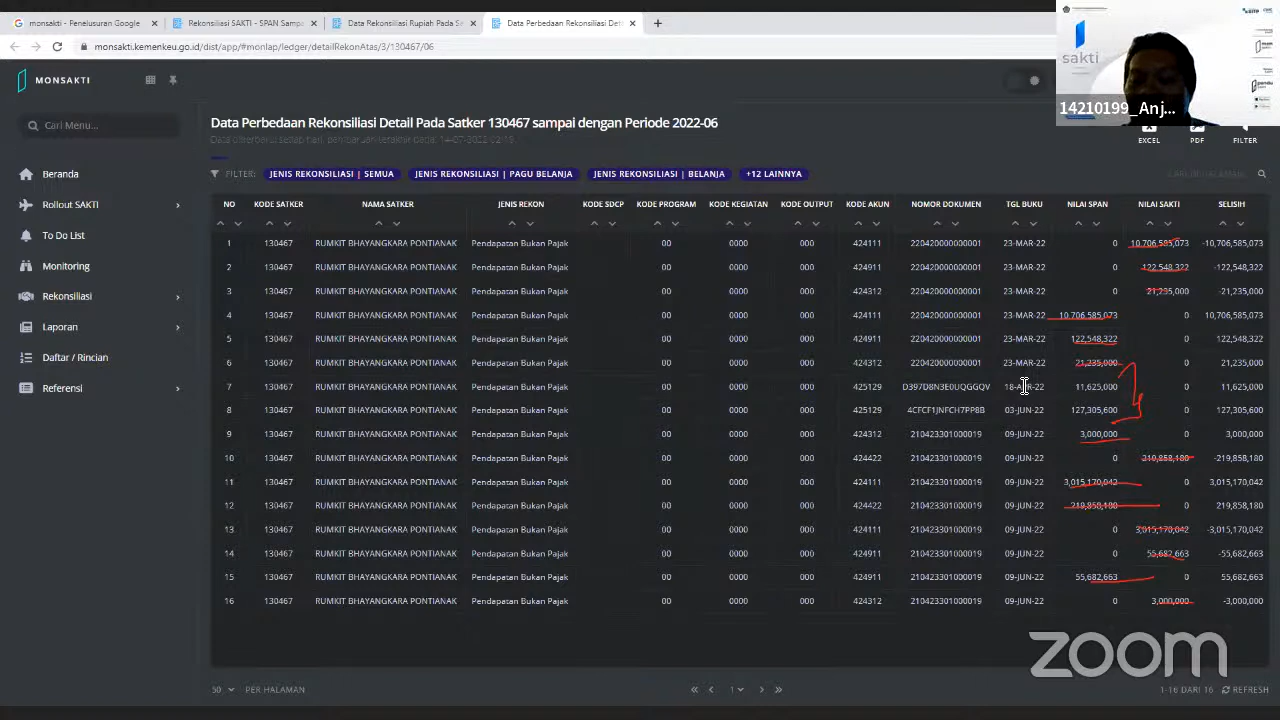 monsakti - Penelusuran Google
Rekonsiliasi SAKTI - SPAN Sampa
Data Rekonsiliasi Rupiah Pada Sa
Data Perbedaan Rekonsiliasi Det
monsakti.kemenkeu.go.id/dist/app/#monlap/ledger/detailRekonAtas/3/130467/06
sakti
14210199_Anj...
MONSAKTI
Cari Menu...
Beranda
Rollout SAKTI
To Do List
Monitoring
Rekonsiliasi
Laporan
Daftar / Rincian
Referensi
Data Perbedaan Rekonsiliasi Detail Pada Satker 130467 sampai dengan Periode 2022-06
EXCEL PDF FILTER
FILTER: JENIS REKONSILIASI | SEMUA JENIS REKONSILIASI | PAGU BELANJA JENIS REKONSILIASI | BELANJA +12 LAINNYA
NO KODE SATKER NAMA SATKER JENIS REKON KODE SDCP KODE PROGRAM KODE KEGIATAN KODE OUTPUT KODE AKUN NOMOR DOKUMEN TGL BUKU NILAI SPAN NILAI SAKTI SELISIH
1 130467 RUMKIT BHAYANGKARA PONTIANAK Pendapatan Bukan Pajak 00 0000 000 424111 220420000000001 23-MAR-22 0 10,706,585,073 -10,706,585,073
2 130467 RUMKIT BHAYANGKARA PONTIANAK Pendapatan Bukan Pajak 00 0000 000 424911 220420000000001 23-MAR-22 0 122,548,322 -122,548,322
3 130467 RUMKIT BHAYANGKARA PONTIANAK Pendapatan Bukan Pajak 00 0000 000 424312 220420000000001 23-MAR-22 0 21,235,000 -21,235,000
4 130467 RUMKIT BHAYANGKARA PONTIANAK Pendapatan Bukan Pajak 00 0000 000 424111 220420000000001 23-MAR-22 10,706,585,073 0 10,706,585,073
5 130467 RUMKIT BHAYANGKARA PONTIANAK Pendapatan Bukan Pajak 00 0000 000 424911 220420000000001 23-MAR-22 122,548,322 0 122,548,322
6 130467 RUMKIT BHAYANGKARA PONTIANAK Pendapatan Bukan Pajak 00 0000 000 424312 220420000000001 23-MAR-22 21,235,000 0 21,235,000
7 130467 RUMKIT BHAYANGKARA PONTIANAK Pendapatan Bukan Pajak 00 0000 000 425129 D397D8N3E0UQGGQV 18-APR-22 11,625,000 0 11,625,000
8 130467 RUMKIT BHAYANGKARA PONTIANAK Pendapatan Bukan Pajak 00 0000 000 425129 4CFCF1JNFCH7PP8B 03-JUN-22 127,305,600 0 127,305,600
9 130467 RUMKIT BHAYANGKARA PONTIANAK Pendapatan Bukan Pajak 00 0000 000 424312 210423301000019 09-JUN-22 3,000,000 0 3,000,000
10 130467 RUMKIT BHAYANGKARA PONTIANAK Pendapatan Bukan Pajak 00 0000 000 424422 210423301000019 09-JUN-22 0 219,858,180 -219,858,180
11 130467 RUMKIT BHAYANGKARA PONTIANAK Pendapatan Bukan Pajak 00 0000 000 424111 210423301000019 09-JUN-22 3,015,170,042 0 3,015,170,042
12 130467 RUMKIT BHAYANGKARA PONTIANAK Pendapatan Bukan Pajak 00 0000 000 424422 210423301000019 09-JUN-22 219,858,180 0 219,858,180
13 130467 RUMKIT BHAYANGKARA PONTIANAK Pendapatan Bukan Pajak 00 0000 000 424111 210423301000019 09-JUN-22 0 3,015,170,042 -3,015,170,042
14 130467 RUMKIT BHAYANGKARA PONTIANAK Pendapatan Bukan Pajak 00 0000 000 424911 210423301000019 09-JUN-22 0 55,682,663 -55,682,663
15 130467 RUMKIT BHAYANGKARA PONTIANAK Pendapatan Bukan Pajak 00 0000 000 424911 210423301000019 09-JUN-22 55,682,663 0 55,682,663
16 130467 RUMKIT BHAYANGKARA PONTIANAK Pendapatan Bukan Pajak 00 0000 000 424312 210423301000019 09-JUN-22 0 3,000,000 -3,000,000
zoom
50 PER HALAMAN 1 1-16 DARI 16 REFRESH